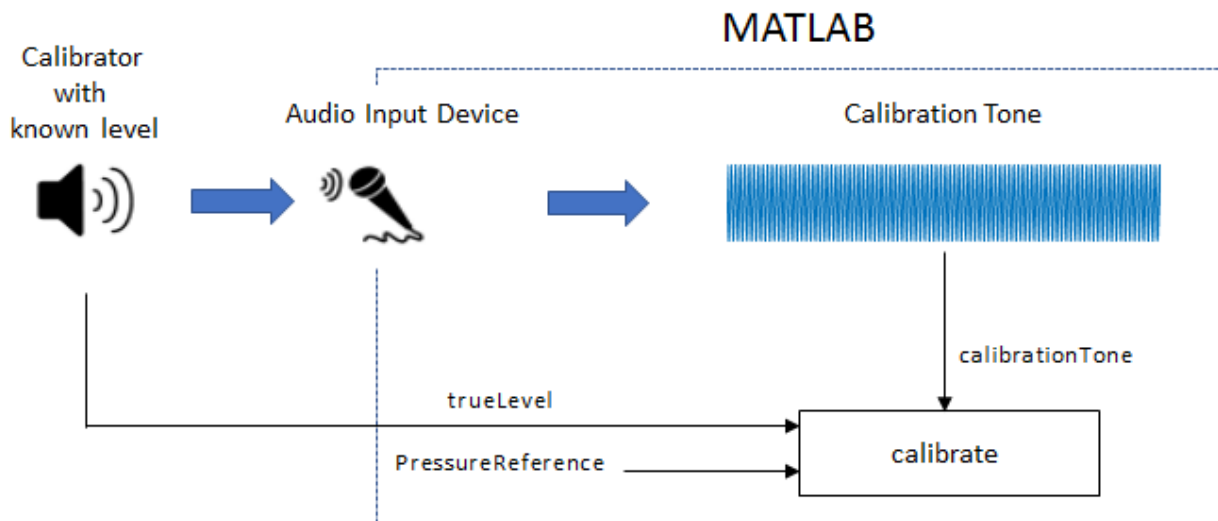 MATLAB
Calibrator
with
known level
Audio Input Device
Calibration Tone
calibrationTone
trueLevel
PressureReference
calibrate